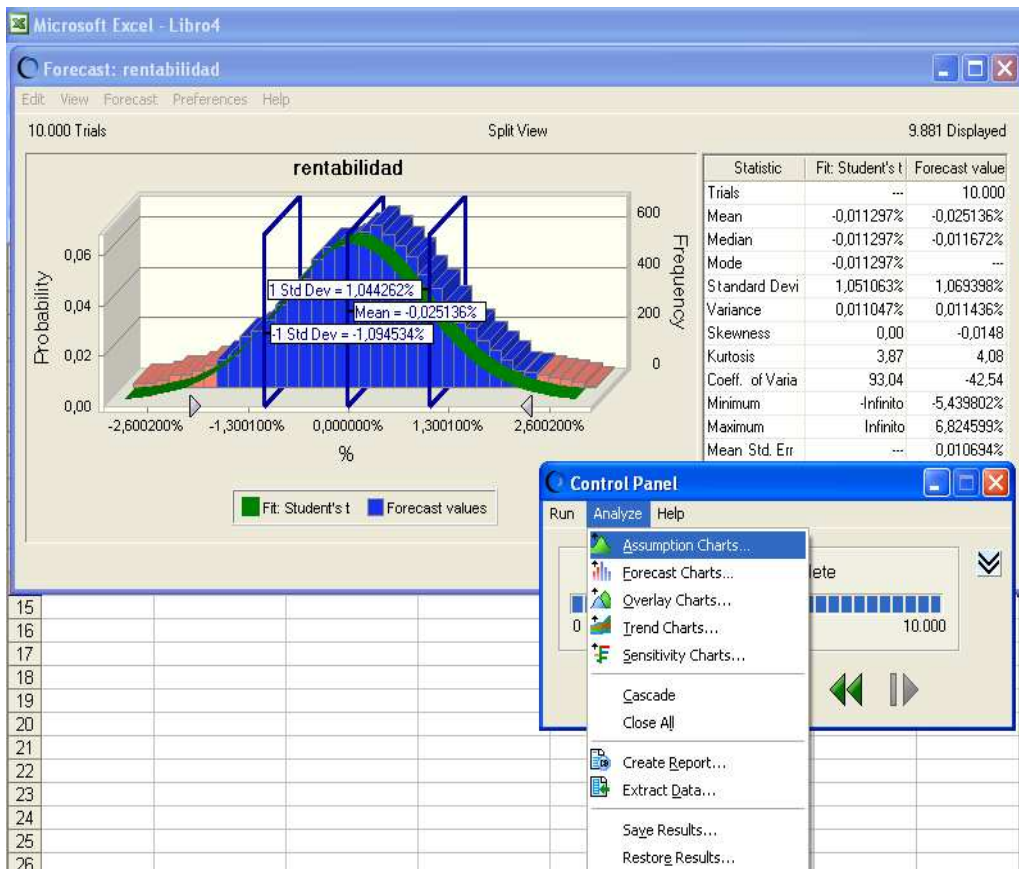 Microsoft Excel - Libro4
Forecast: rentabilidad
Edit View Forecast Preferences Help
10.000 Trials Split View 9.881 Displayed
rentabilidad
Probability
0,06
0,04
0,02
0,00
600
400
200
0
Frequency
1 Std Dev = 1,044262%
Mean = -0,025136%
-1 Std Dev = -1,094534%
-2,600200% -1,300100% 0,000000% 1,300100% 2,600200%
%
Fit: Student's t Forecast values
Statistic Fit: Student's t Forecast value
Trials --- 10.000
Mean -0,011297% -0,025136%
Median -0,011297% -0,011672%
Mode -0,011297% ---
Standard Devi 1,051063% 1,069398%
Variance 0,011047% 0,011436%
Skewness 0,00 -0,0148
Kurtosis 3,87 4,08
Coeff. of Varia 93,04 -42,54
Minimum -Infinito -5,439802%
Maximum Infinito 6,824599%
Mean Std. Err --- 0,010694%
Control Panel
Run Analyze Help
Assumption Charts...
Forecast Charts...
Overlay Charts...
Trend Charts...
Sensitivity Charts...
Cascade
Close All
Create Report...
Extract Data...
Save Results...
Restore Results...
lete
0 10.000
15
16
17
18
19
20
21
22
23
24
25
26